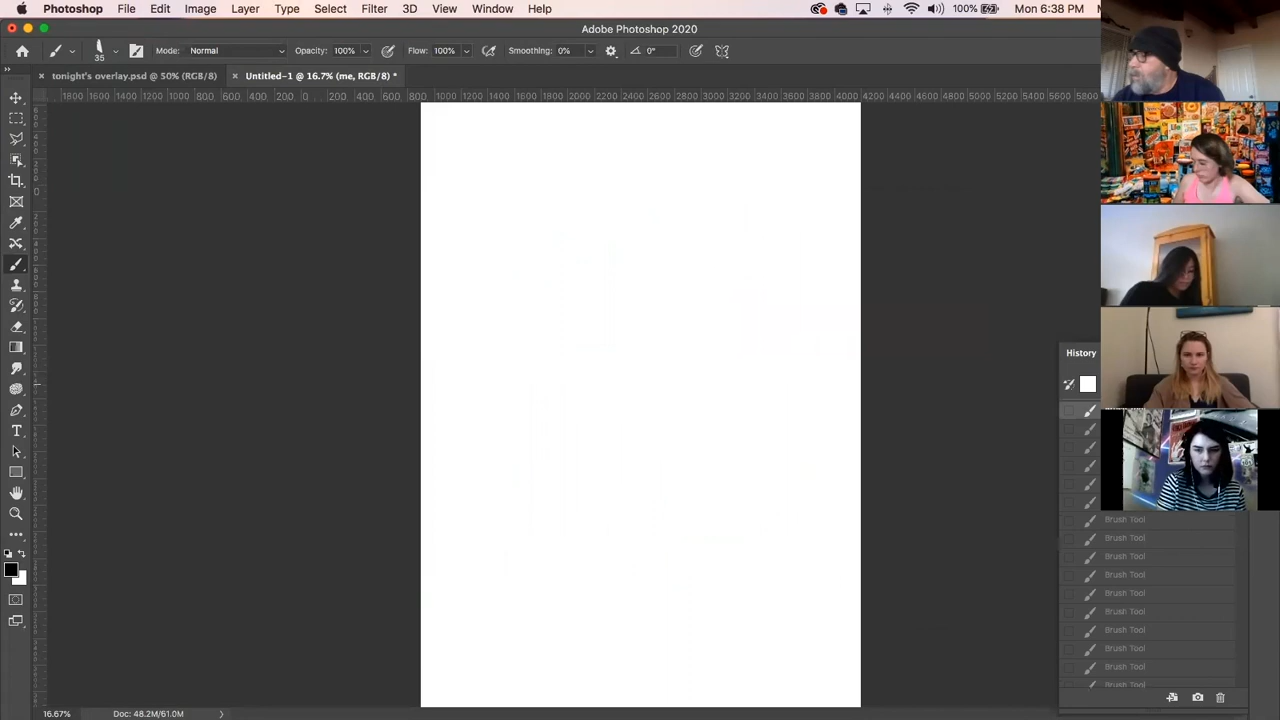 Photoshop File Edit Image Layer Type Select Filter 3D View Window Help 100% Mon 6:38 PM
Adobe Photoshop 2020
35 Mode: Normal Opacity: 100% Flow: 100% Smoothing: 0% 0°
tonight's overlay.psd @ 50% (RGB/8) Untitled-1 @ 16.7% (me, RGB/8) *
1800 1600 1400 1200 1000 800 600 400 200 0 200 400 600 800 1000 1200 1400 1600 1800 2000 2200 2400 2600 2800 3000 3200 3400 3600 3800 4000 4200 4400 4600 4800 5000 5200 5400 5600 5800
Life
History
Brush Tool
Brush Tool
Brush Tool
Brush Tool
Brush Tool
Brush Tool
Brush Tool
Brush Tool
Brush Tool
Brush Tool
16.67% Doc: 48.2M/61.0M